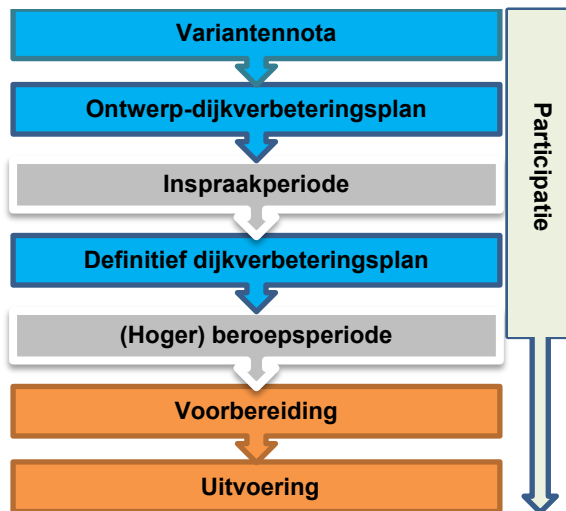 Variantennota
Ontwerp-dijkverbeteringsplan
Inspraakperiode
Definitief dijkverbeteringsplan
(Hoger) beroepsperiode
Voorbereiding
Uitvoering
Participatie